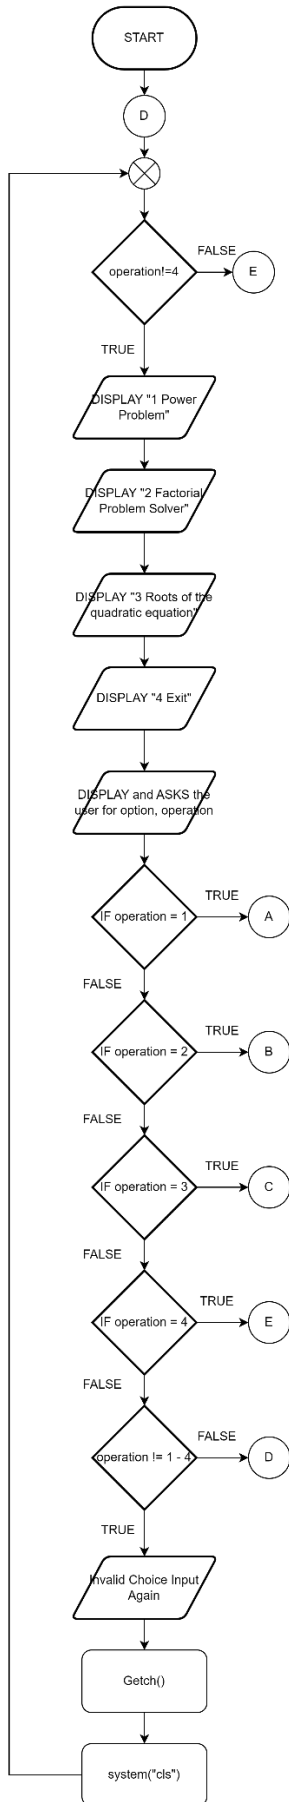 START
D
operation!=4
FALSE
E
TRUE
DISPLAY "1 Power
Problem"
DISPLAY "2 Factorial
Problem Solver"
DISPLAY "3 Roots of the
quadratic equation"
DISPLAY "4 Exit"
DISPLAY and ASKS the
user for option, operation
IF operation = 1
TRUE
A
FALSE
IF operation = 2
TRUE
B
FALSE
IF operation = 3
TRUE
C
FALSE
IF operation = 4
TRUE
E
FALSE
operation != 1 - 4
FALSE
D
TRUE
Invalid Choice Input
Again
Getch()
system("cls")